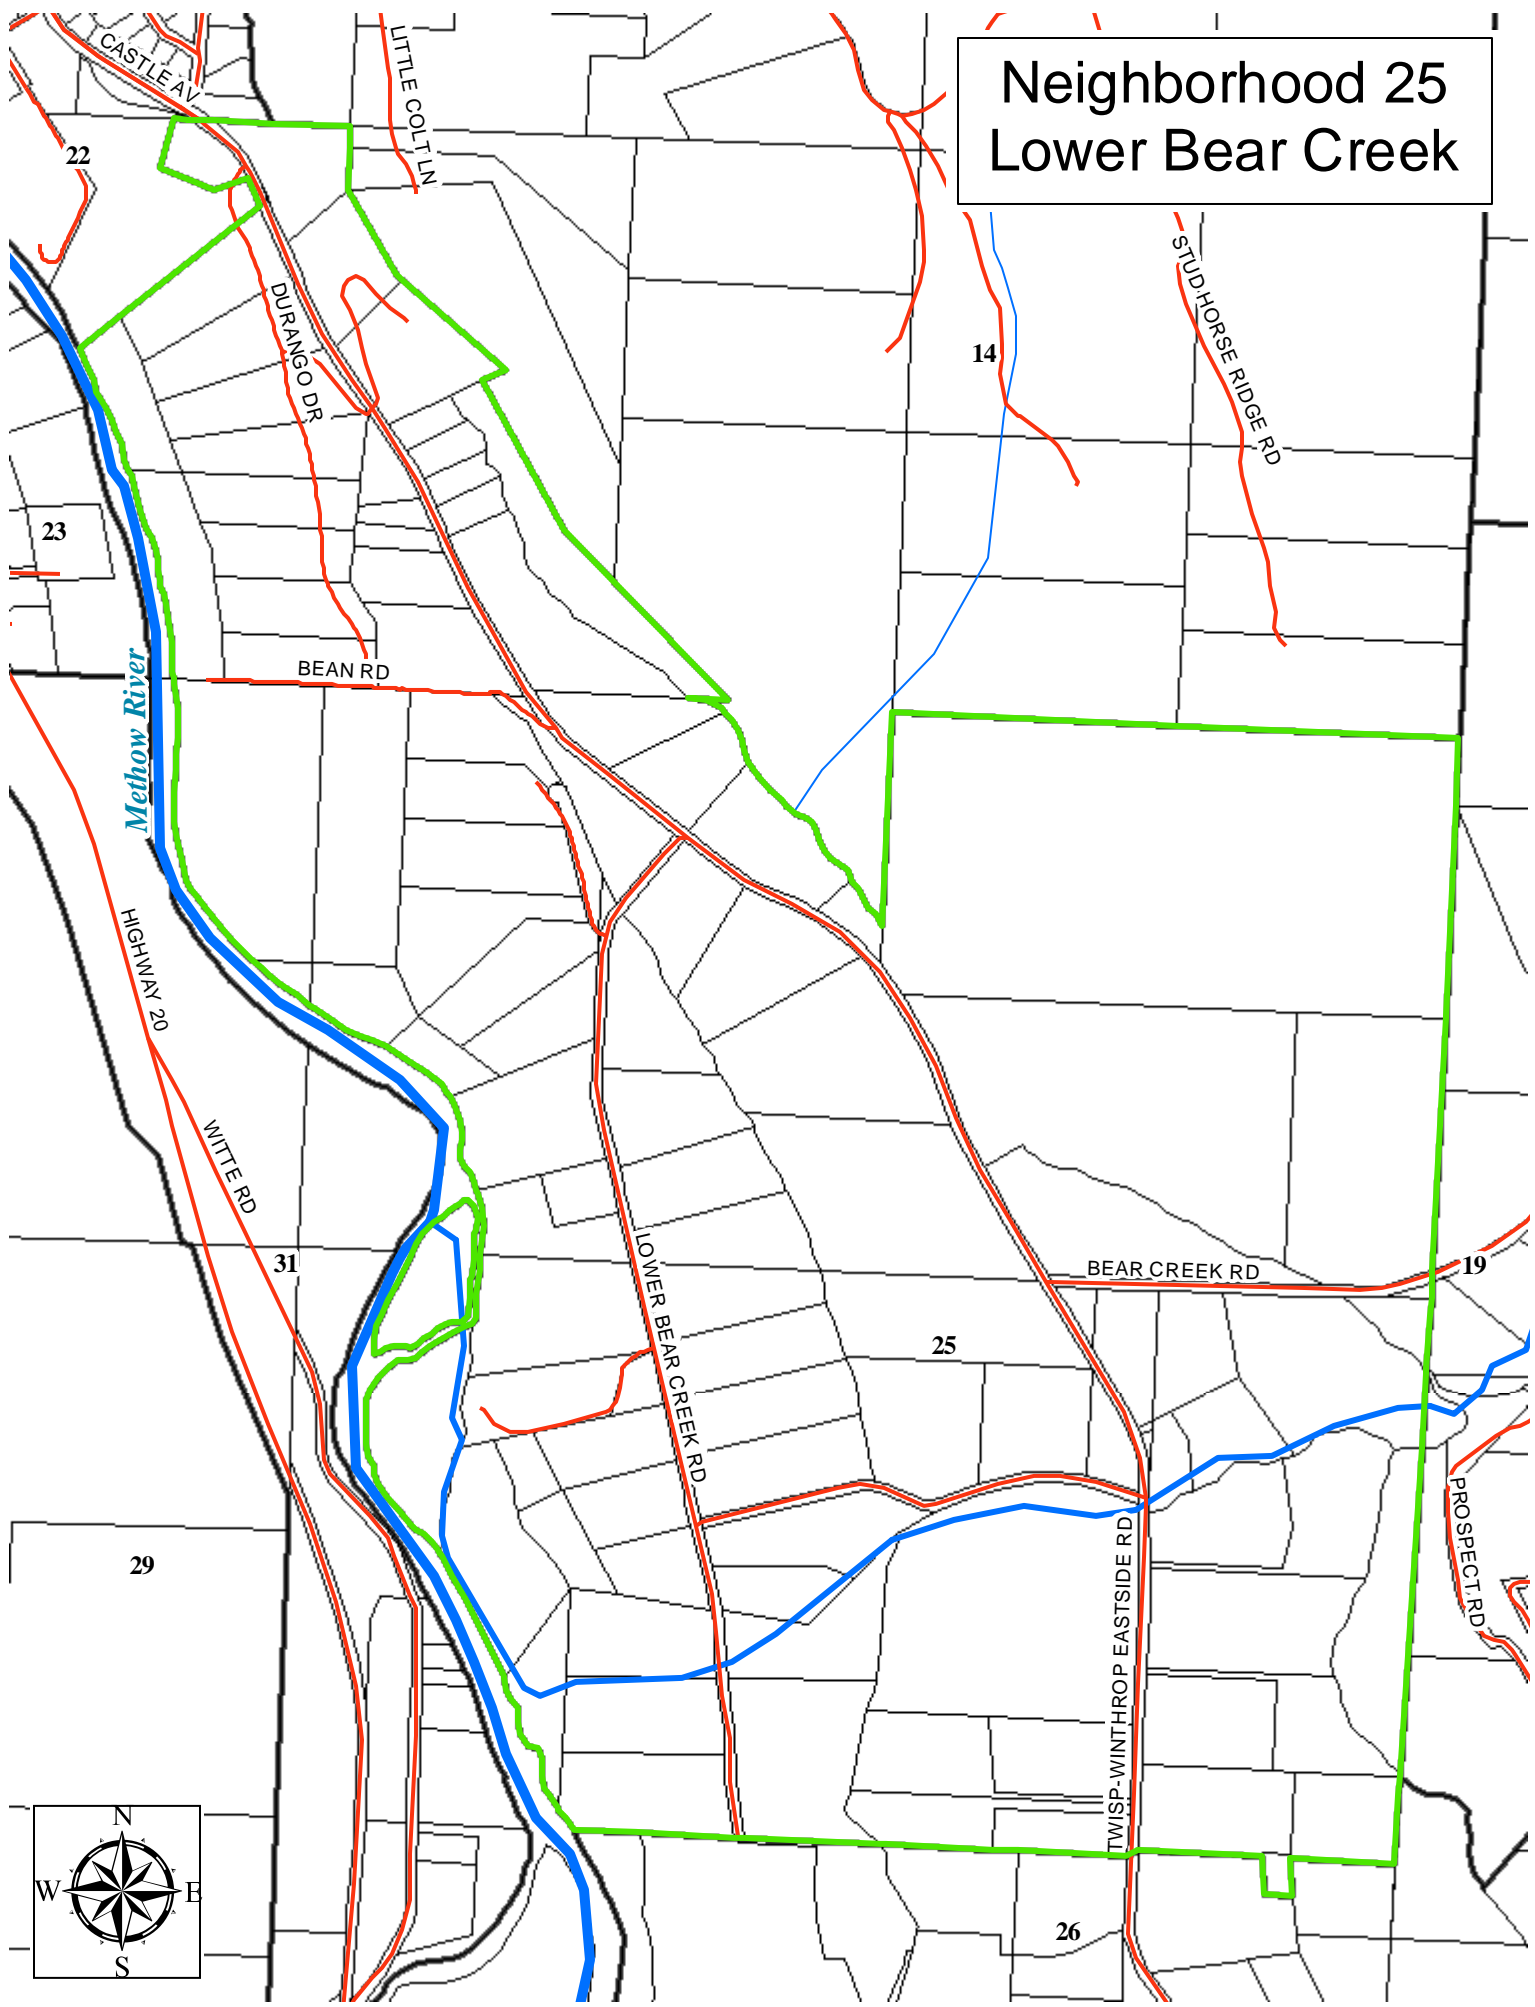 Neighborhood 25
Lower Bear Creek
CASTLE AV
LITTLE COLT LN
22
STUD HORSE RIDGE RD
DURANGO DR
14
23
BEAN RD
Methow River
HIGHWAY 20
WITTE RD
31
LOWER BEAR CREEK RD
BEAR CREEK RD
19
25
PROSPECT RD
TWISP-WINTHROP EASTSIDE RD
29
N
W
E
S
26